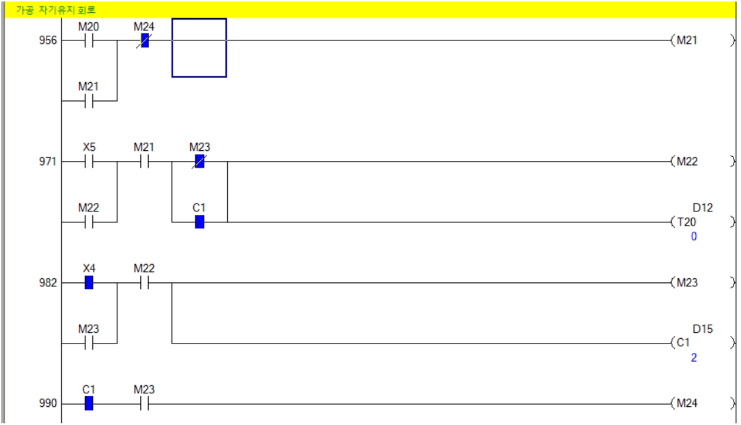 가공 자기유지 회로
M20 M24
956 (M21 )
M21
X5 M21 M23
971 (M22 )
M22 C1 D12
(T20 )
0
X4 M22
982 (M23 )
M23 D15
(C1 )
2
C1 M23
990 (M24 )